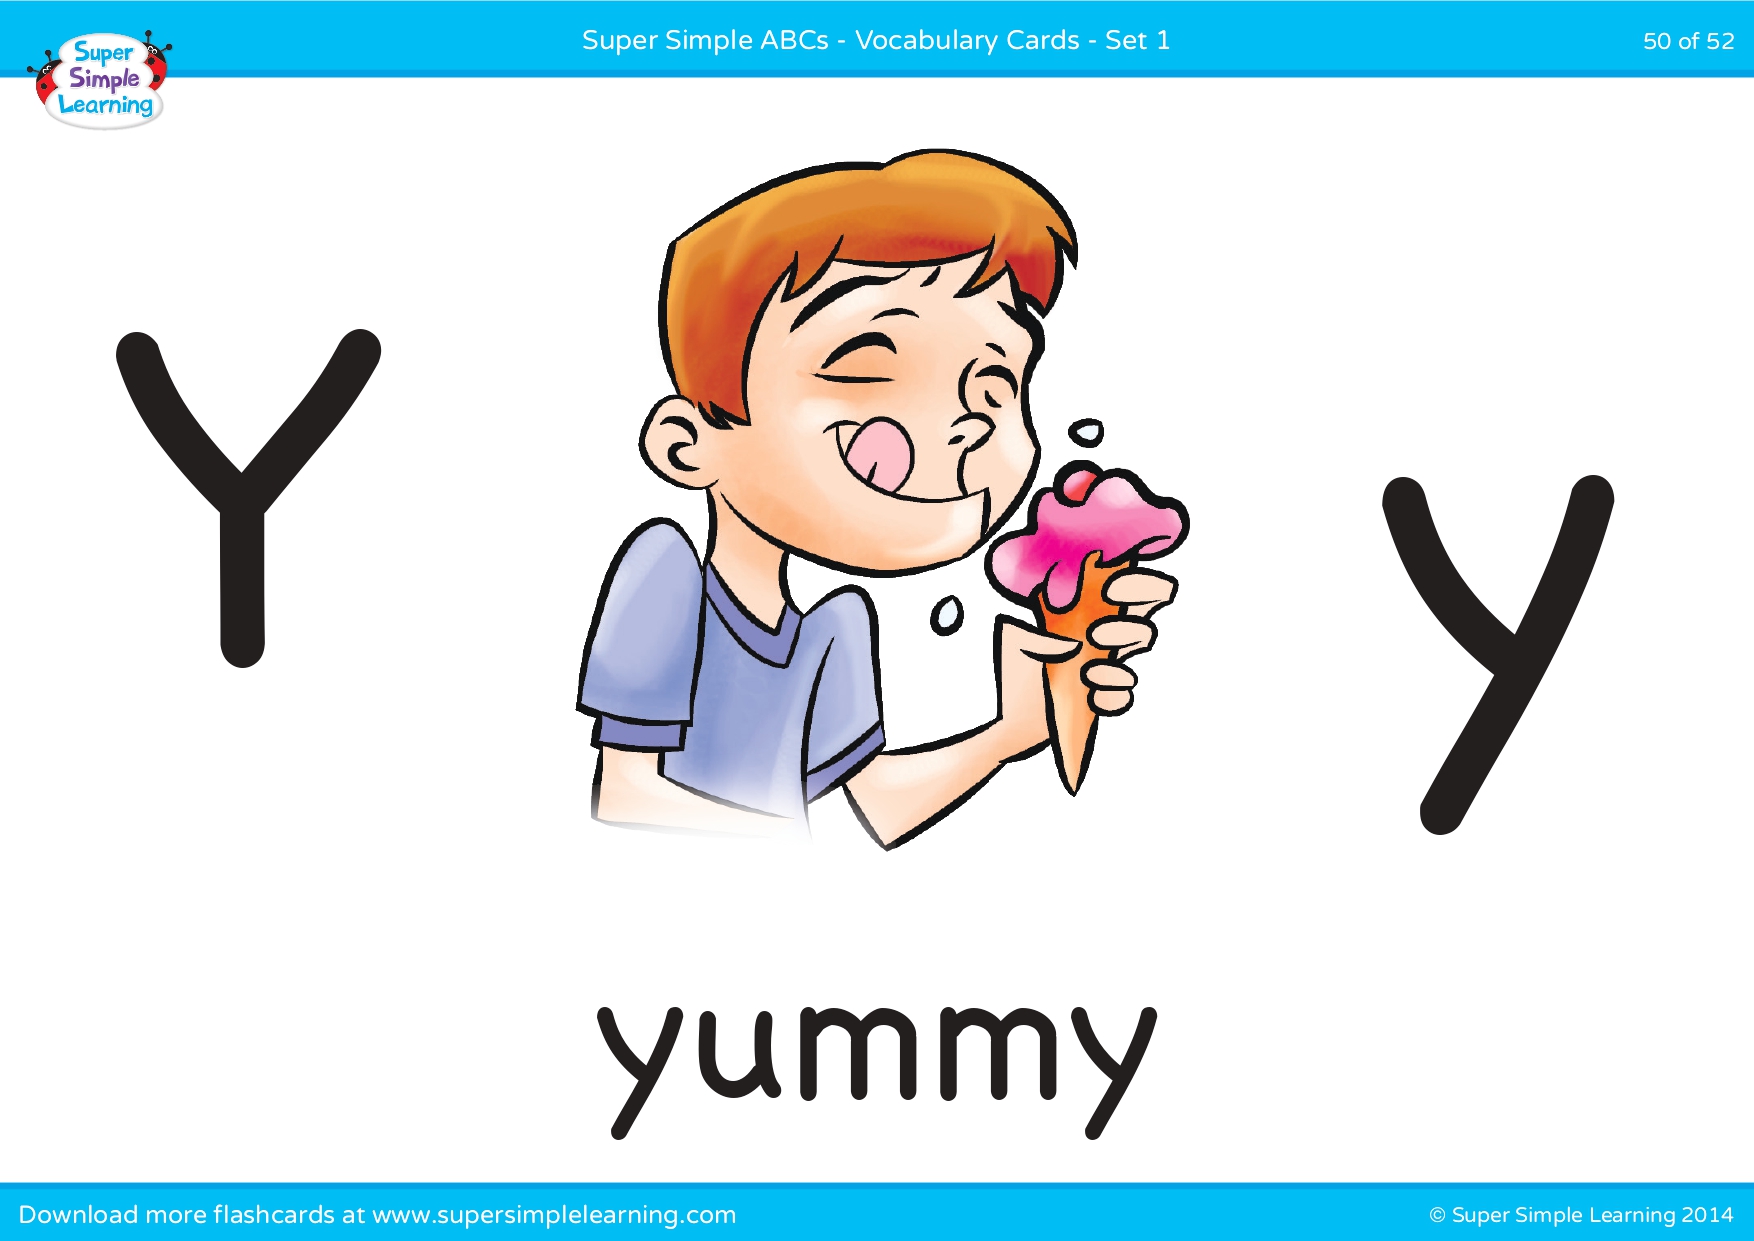 Super Simple ABCs - Vocabulary Cards - Set 1
50 of 52
Super
Simple
Learning
Y
y
yummy
Download more flashcards at www.supersimplelearning.com
© Super Simple Learning 2014